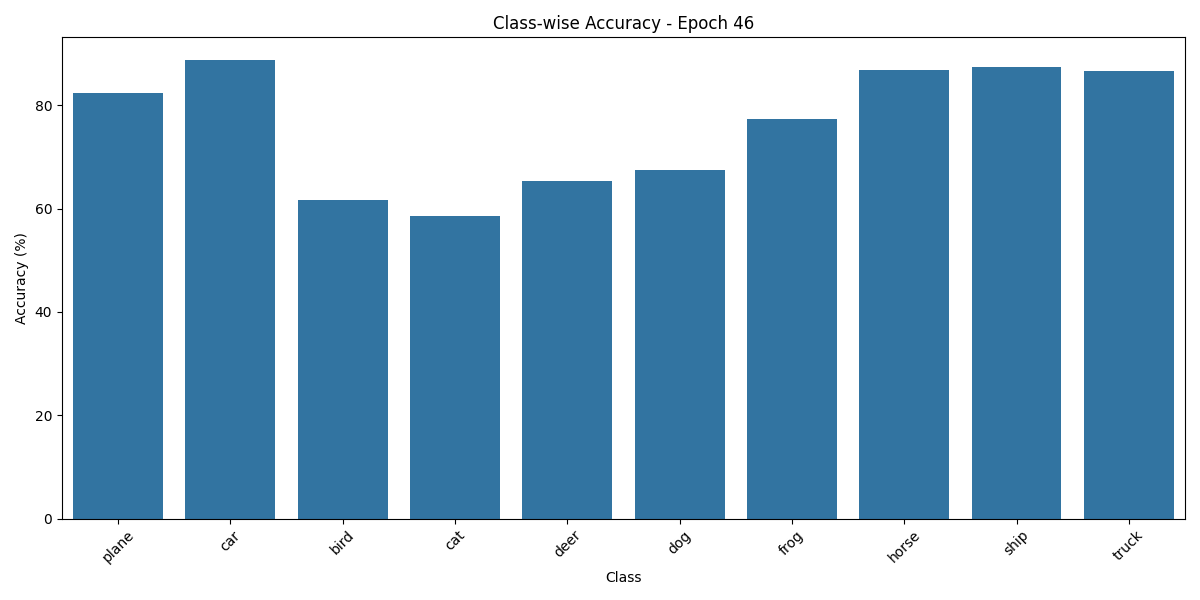 Class-wise Accuracy - Epoch 46
Accuracy (%)
80
60
40
20
0
plane
car
bird
cat
deer
dog
frog
horse
ship
truck
Class